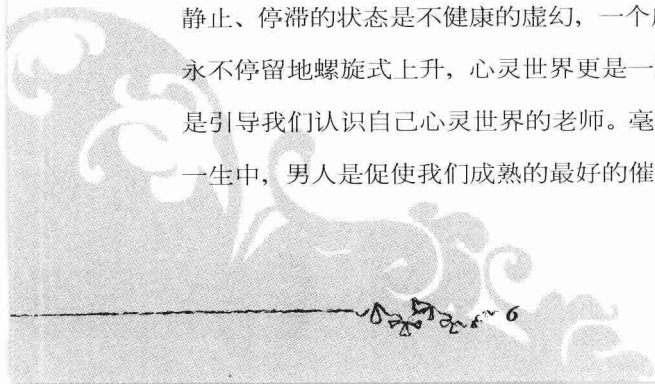 静止、停滞的状态是不健康的虚幻，一个
永不停留地螺旋式上升，心灵世界更是一
是引导我们认识自己心灵世界的老师。毫
一生中，男人是促使我们成熟的最好的催
6